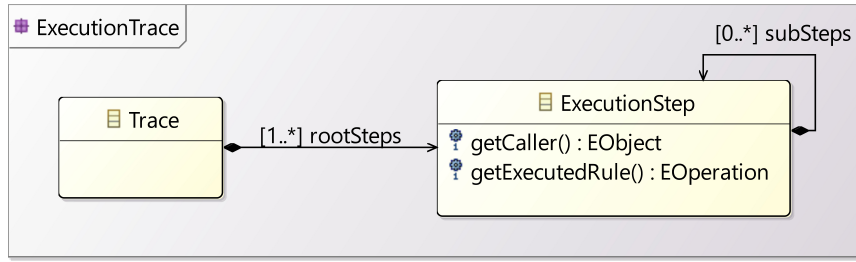 ExecutionTrace
[0..*] subSteps
Trace
[1..*] rootSteps
ExecutionStep
getCaller() : EObject
getExecutedRule() : EOperation